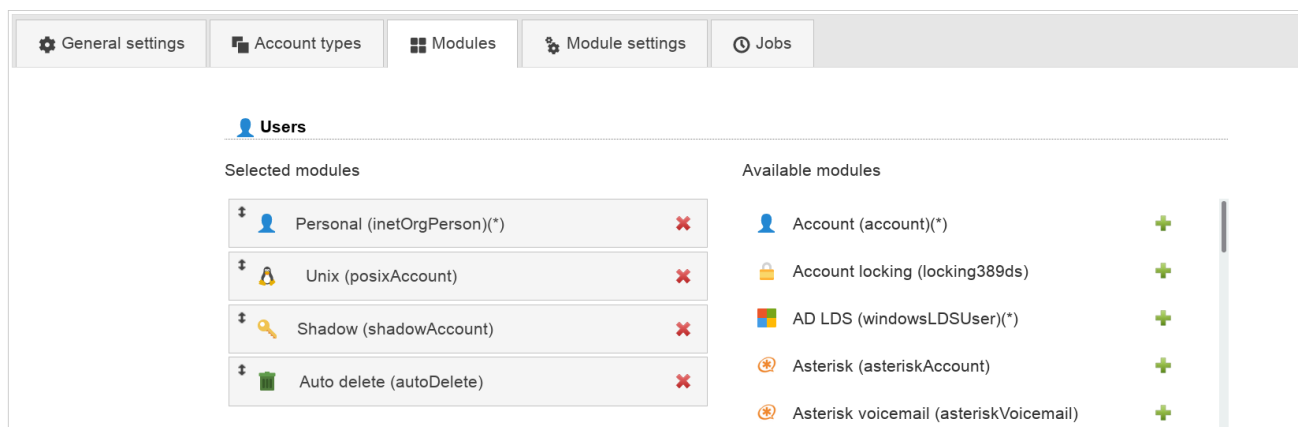 General settings
Account types
Modules
Module settings
Jobs
Users
Selected modules
Available modules
Personal (inetOrgPerson)(*)
Account (account)(*)
Unix (posixAccount)
Account locking (locking389ds)
Shadow (shadowAccount)
AD LDS (windowsLDSUser)(*)
Auto delete (autoDelete)
Asterisk (asteriskAccount)
Asterisk voicemail (asteriskVoicemail)